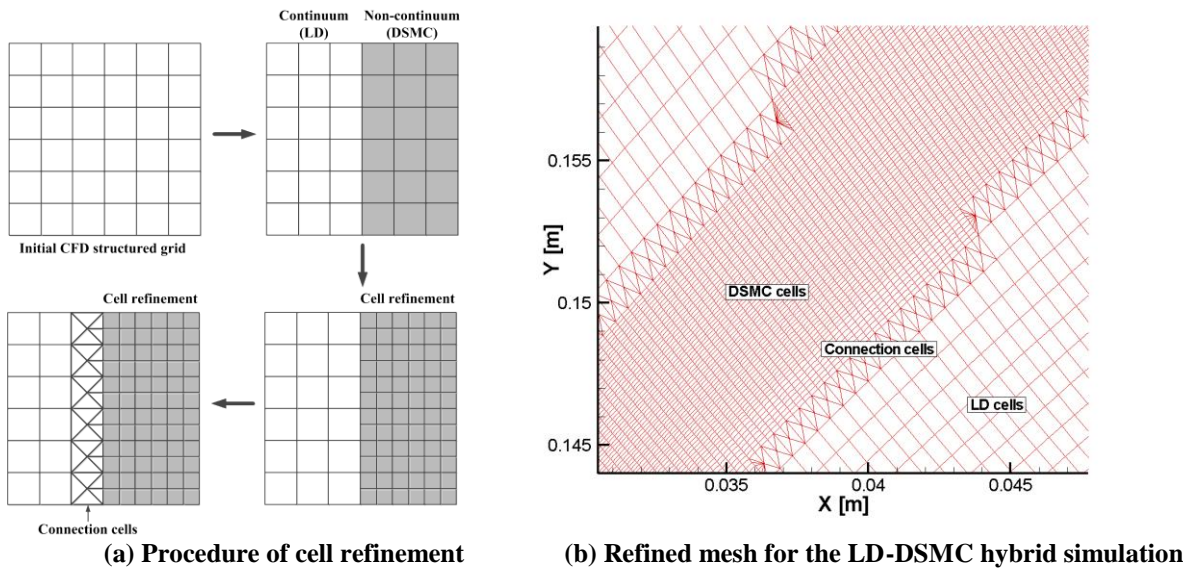 Continuum
(LD)
Non-continuum
(DSMC)
Initial CFD structured grid
Cell refinement
Cell refinement
Connection cells
(a) Procedure of cell refinement
Y [m]
0.155
0.15
0.145
DSMC cells
Connection cells
LD cells
0.035
0.04
0.045
X [m]
(b) Refined mesh for the LD-DSMC hybrid simulation